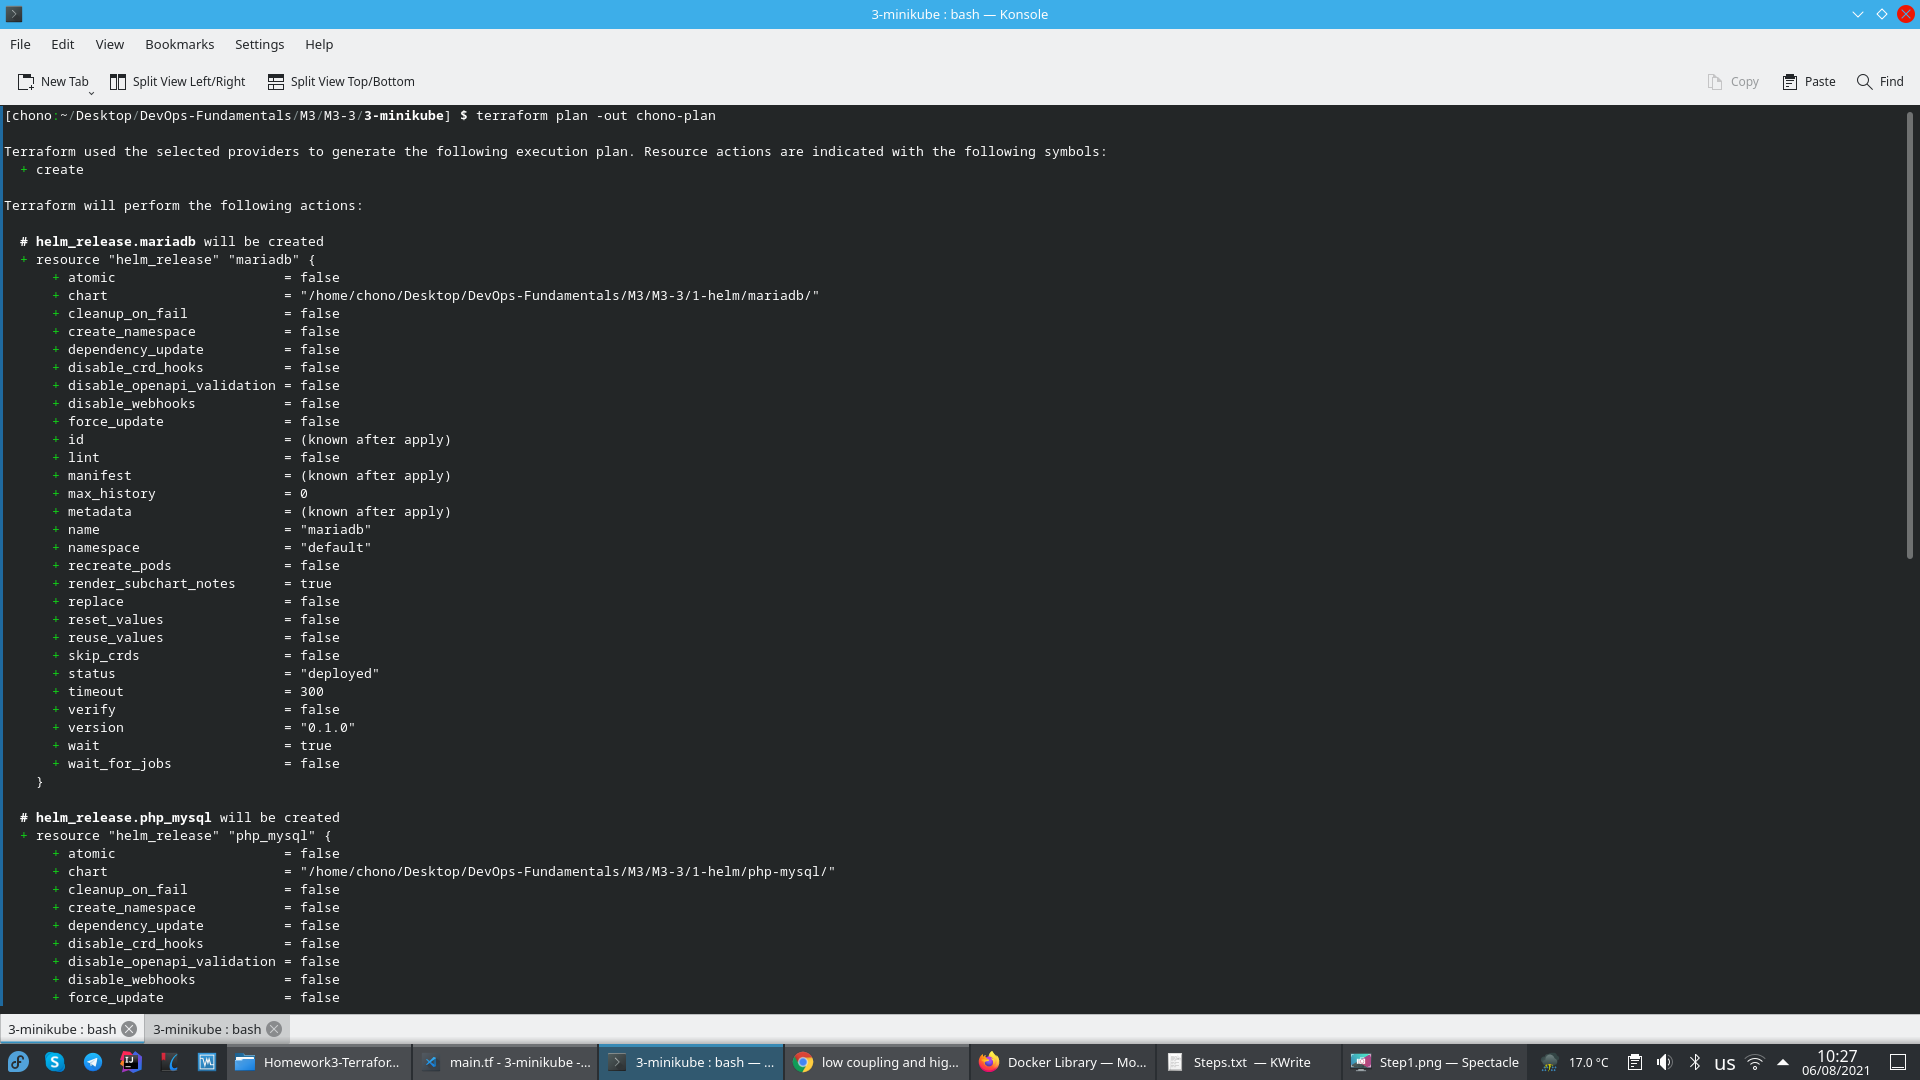 3-minikube : bash — Konsole
File Edit View Bookmarks Settings Help
New Tab Split View Left/Right Split View Top/Bottom Copy Paste Find
[chono:~/Desktop/DevOps-Fundamentals/M3/M3-3/3-minikube] $ terraform plan -out chono-plan
Terraform used the selected providers to generate the following execution plan. Resource actions are indicated with the following symbols:
+ create
Terraform will perform the following actions:
# helm_release.mariadb will be created
+ resource "helm_release" "mariadb" {
+ atomic = false
+ chart = "/home/chono/Desktop/DevOps-Fundamentals/M3/M3-3/1-helm/mariadb/"
+ cleanup_on_fail = false
+ create_namespace = false
+ dependency_update = false
+ disable_crd_hooks = false
+ disable_openapi_validation = false
+ disable_webhooks = false
+ force_update = false
+ id = (known after apply)
+ lint = false
+ manifest = (known after apply)
+ max_history = 0
+ metadata = (known after apply)
+ name = "mariadb"
+ namespace = "default"
+ recreate_pods = false
+ render_subchart_notes = true
+ replace = false
+ reset_values = false
+ reuse_values = false
+ skip_crds = false
+ status = "deployed"
+ timeout = 300
+ verify = false
+ version = "0.1.0"
+ wait = true
+ wait_for_jobs = false
}
# helm_release.php_mysql will be created
+ resource "helm_release" "php_mysql" {
+ atomic = false
+ chart = "/home/chono/Desktop/DevOps-Fundamentals/M3/M3-3/1-helm/php-mysql/"
+ cleanup_on_fail = false
+ create_namespace = false
+ dependency_update = false
+ disable_crd_hooks = false
+ disable_openapi_validation = false
+ disable_webhooks = false
+ force_update = false
3-minikube : bash 3-minikube : bash
Homework3-Terrafor... main.tf - 3-minikube -... 3-minikube : bash — ... low coupling and hig... Docker Library — Mo... Steps.txt — KWrite Step1.png — Spectacle 17.0 °C us 10:27
06/08/2021